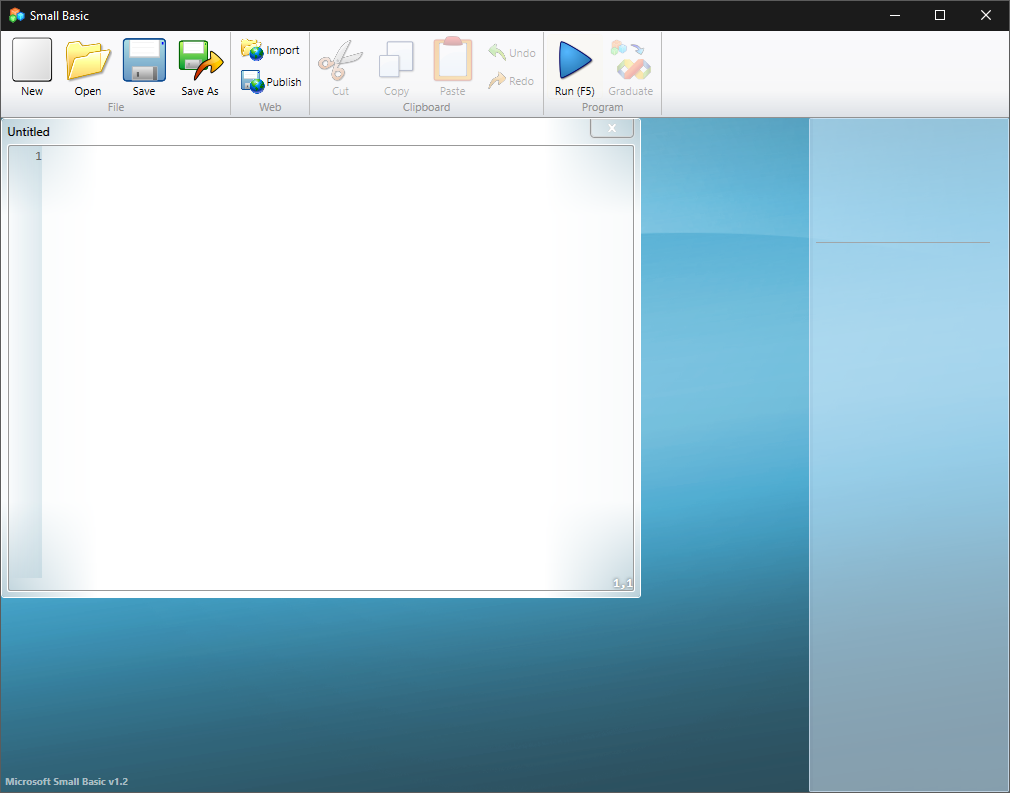 Small Basic
New Open Save Save As
File
Import
Publish
Web
Cut Copy Paste
Undo
Redo
Clipboard
Run (F5) Graduate
Program
Untitled
x
1
1,1
Microsoft Small Basic v1.2